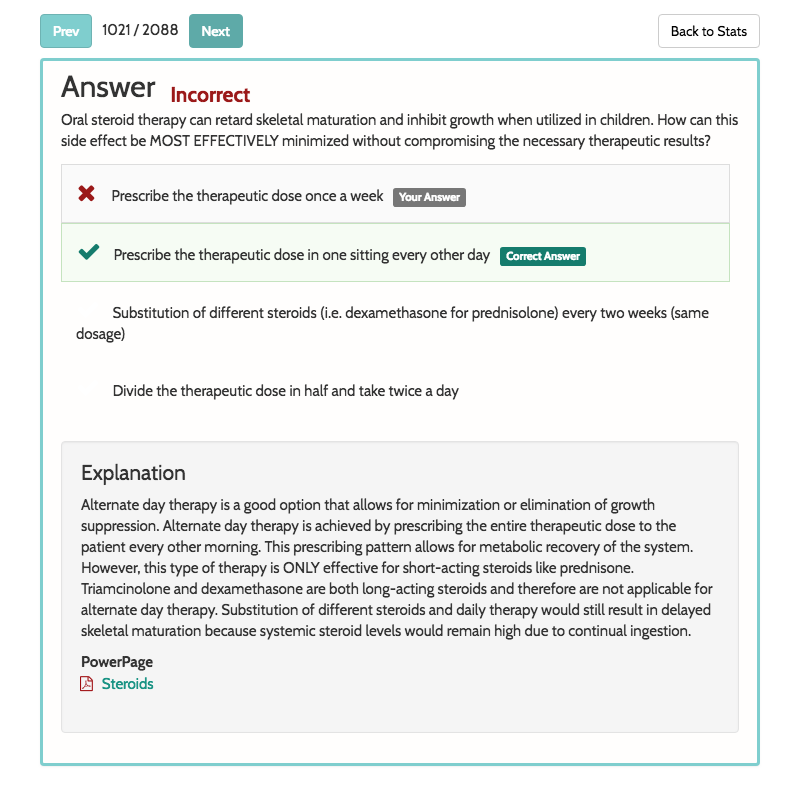 Prev 1021 / 2088 Next Back to Stats
Answer Incorrect
Oral steroid therapy can retard skeletal maturation and inhibit growth when utilized in children. How can this
side effect be MOST EFFECTIVELY minimized without compromising the necessary therapeutic results?
Prescribe the therapeutic dose once a week Your Answer
Prescribe the therapeutic dose in one sitting every other day Correct Answer
Substitution of different steroids (i.e. dexamethasone for prednisolone) every two weeks (same
dosage)
Divide the therapeutic dose in half and take twice a day
Explanation
Alternate day therapy is a good option that allows for minimization or elimination of growth
suppression. Alternate day therapy is achieved by prescribing the entire therapeutic dose to the
patient every other morning. This prescribing pattern allows for metabolic recovery of the system.
However, this type of therapy is ONLY effective for short-acting steroids like prednisone.
Triamcinolone and dexamethasone are both long-acting steroids and therefore are not applicable for
alternate day therapy. Substitution of different steroids and daily therapy would still result in delayed
skeletal maturation because systemic steroid levels would remain high due to continual ingestion.
PowerPage
Steroids